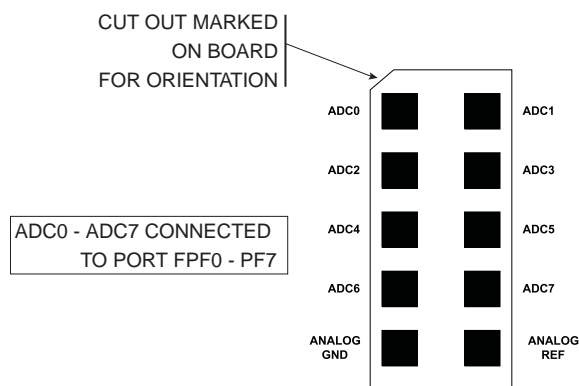 CUT OUT MARKED
ON BOARD
FOR ORIENTATION
ADC0
ADC1
ADC2
ADC3
ADC0 - ADC7 CONNECTED
TO PORT FPF0 - PF7
ADC4
ADC5
ADC6
ADC7
ANALOG
GND
ANALOG
REF